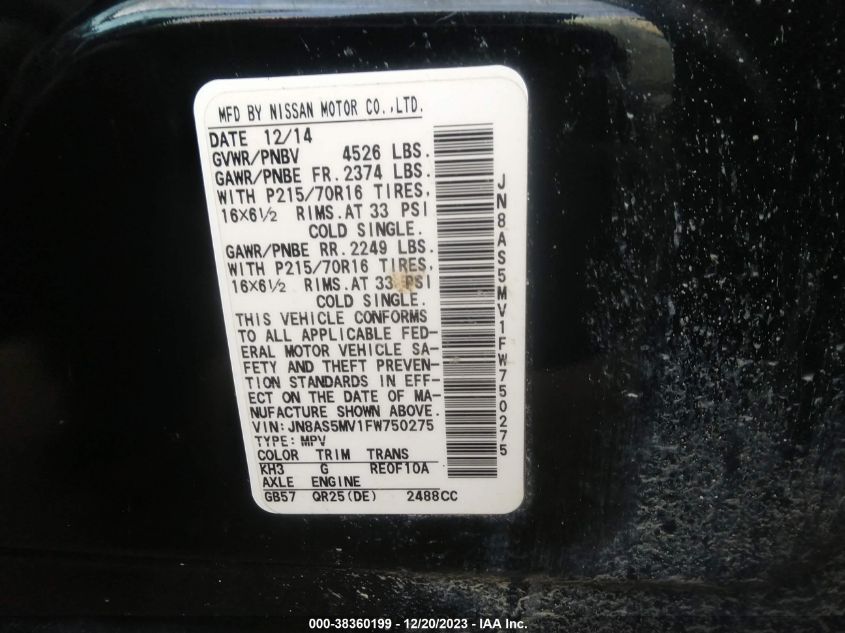 MFD BY NISSAN MOTOR CO.,LTD.
DATE 12/14
GVWR/PNBV 4526 LBS.
GAWR/PNBE FR.2374 LBS.
WITH P215/70R16 TIRES,
16X6½ RIMS.AT 33 PSI
COLD SINGLE.
GAWR/PNBE RR.2249 LBS.
WITH P215/70R16 TIRES,
16X6½ RIMS.AT 33 PSI
COLD SINGLE.
THIS VEHICLE CONFORMS
TO ALL APPLICABLE FED-
ERAL MOTOR VEHICLE SA-
FETY AND THEFT PREVEN-
TION STANDARDS IN EFF-
ECT ON THE DATE OF MA-
NUFACTURE SHOWN ABOVE.
VIN:JN8AS5MV1FW750275
TYPE:MPV
COLOR TRIM TRANS
KH3 G REOF10A
AXLE ENGINE
GB57 QR25(DE) 2488CC
JN8AS5MV1FW750275
000-38360199 - 12/20/2023 - IAA Inc.